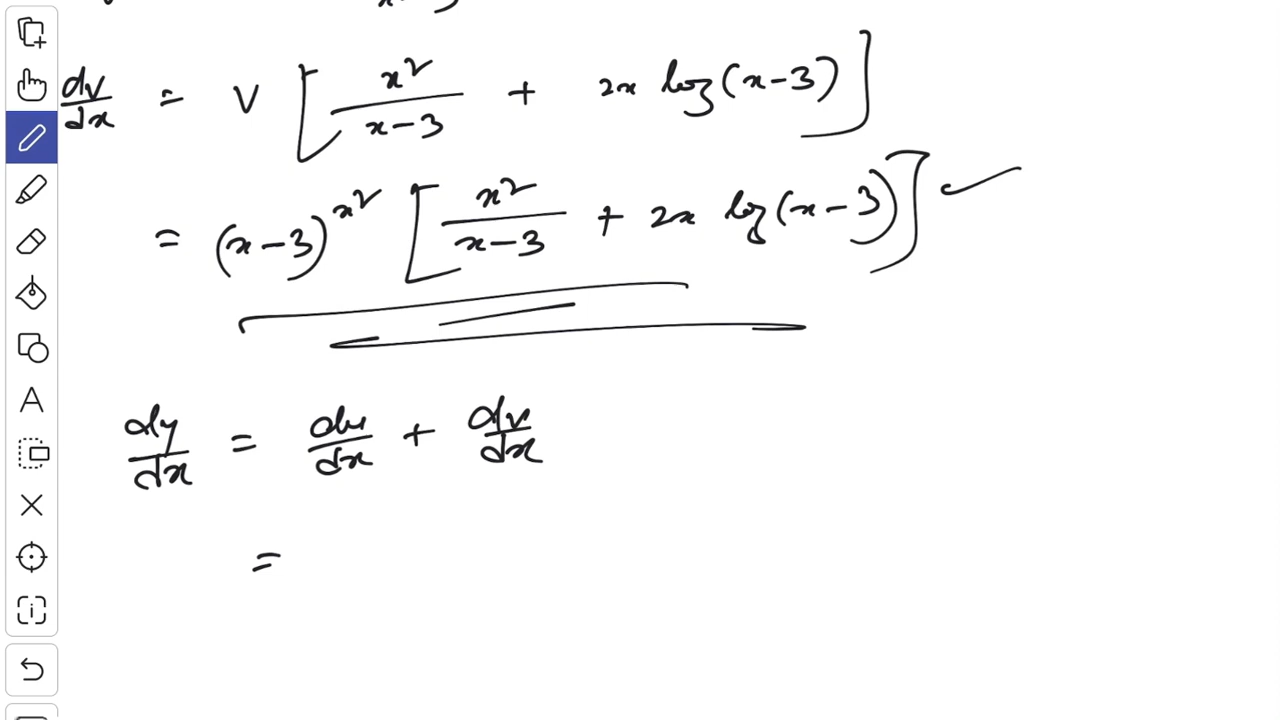 dv/dx = V [ x²/(x-3) + 2x log(x-3) ]
= (x-3)^x² [ x²/(x-3) + 2x log(x-3) ] ✓
dy/dx = du/dx + dv/dx
=